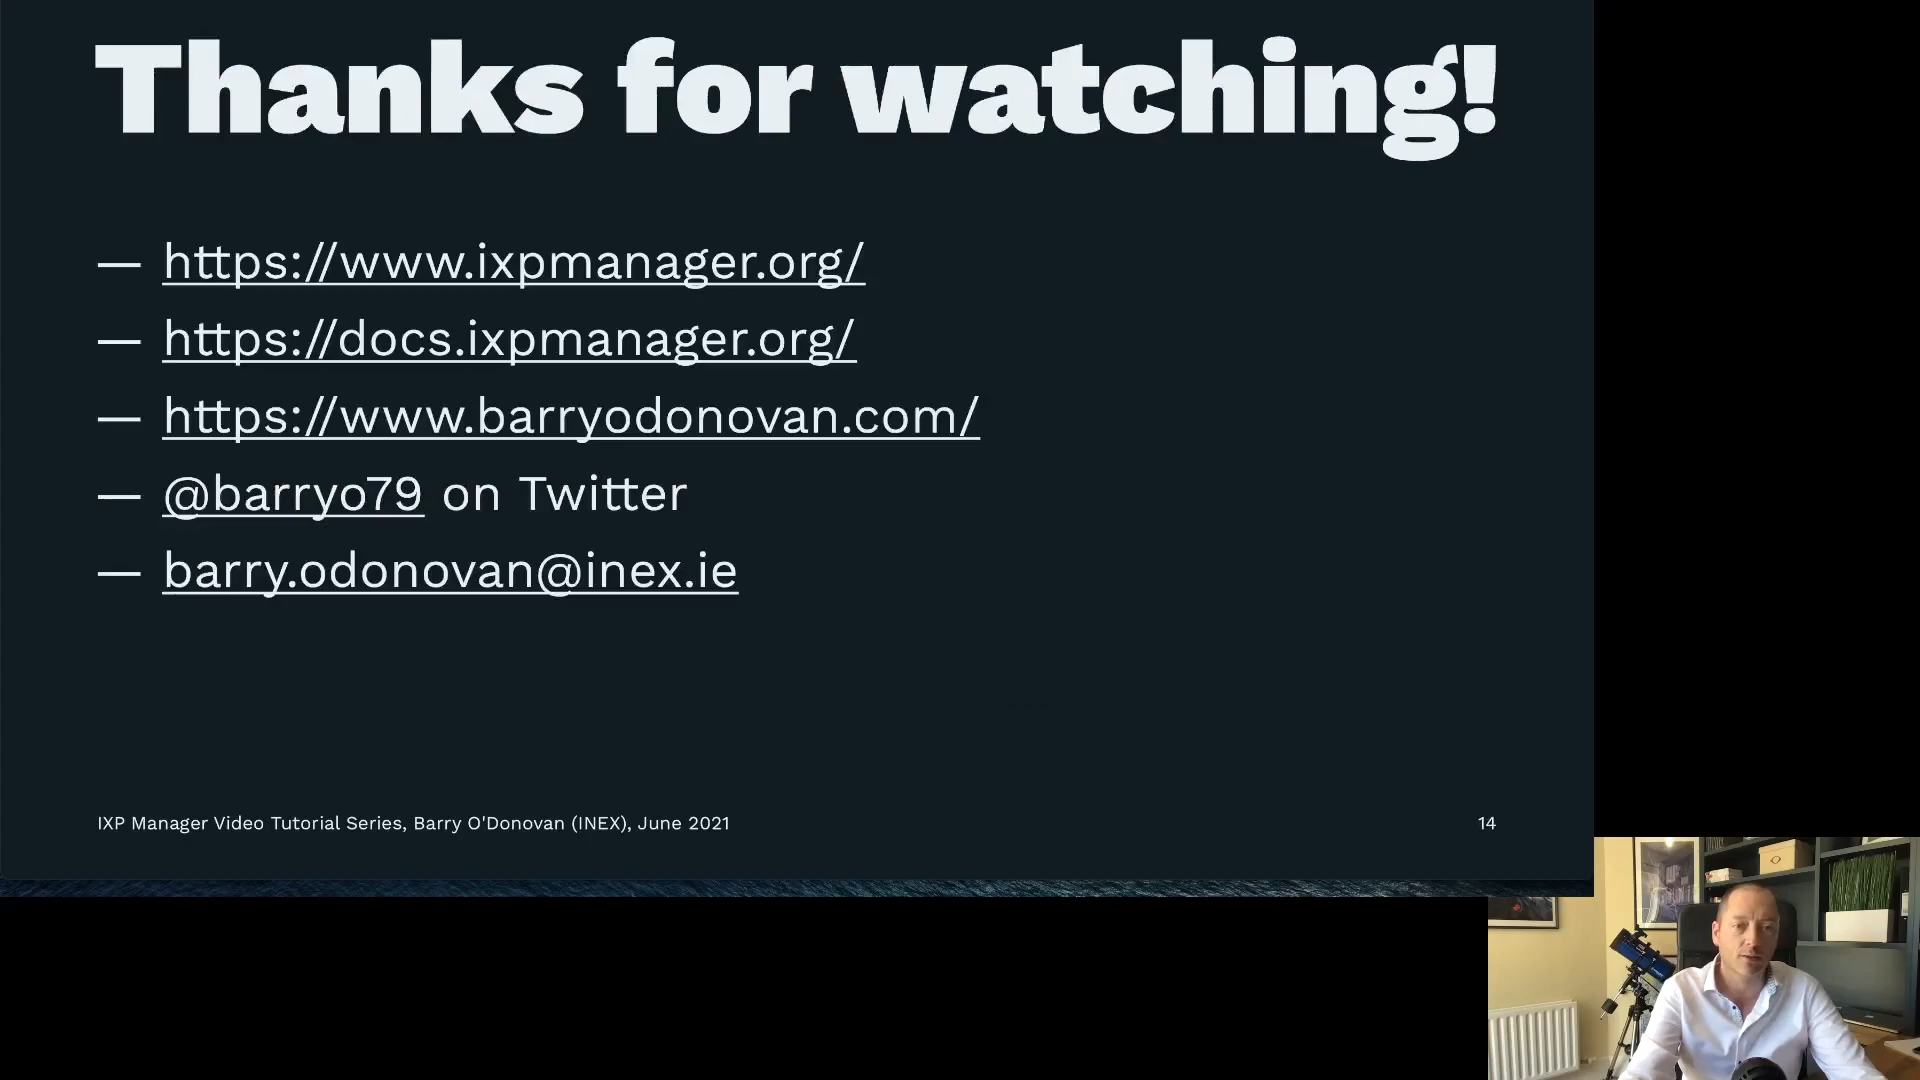 Thanks for watching!
— https://www.ixpmanager.org/
— https://docs.ixpmanager.org/
— https://www.barryodonovan.com/
— @barryo79 on Twitter
— barry.odonovan@inex.ie
IXP Manager Video Tutorial Series, Barry O'Donovan (INEX), June 2021
14